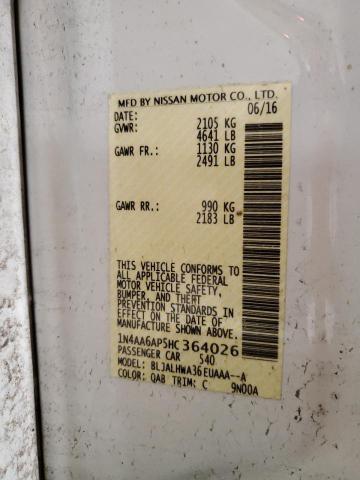 MFD BY NISSAN MOTOR CO., LTD.
DATE: 06/16
GVWR: 2105 KG
4641 LB
GAWR FR.: 1130 KG
2491 LB
GAWR RR.: 990 KG
2183 LB
THIS VEHICLE CONFORMS TO
ALL APPLICABLE FEDERAL
MOTOR VEHICLE SAFETY,
BUMPER, AND THEFT
PREVENTION STANDARDS IN
EFFECT ON THE DATE OF
MANUFACTURE SHOWN ABOVE.
1N4AA6AP5HC364026
PASSENGER CAR 540
MODEL: BLJALHWA36EUAAA--A
COLOR: QAB TRIM: C 9N00A